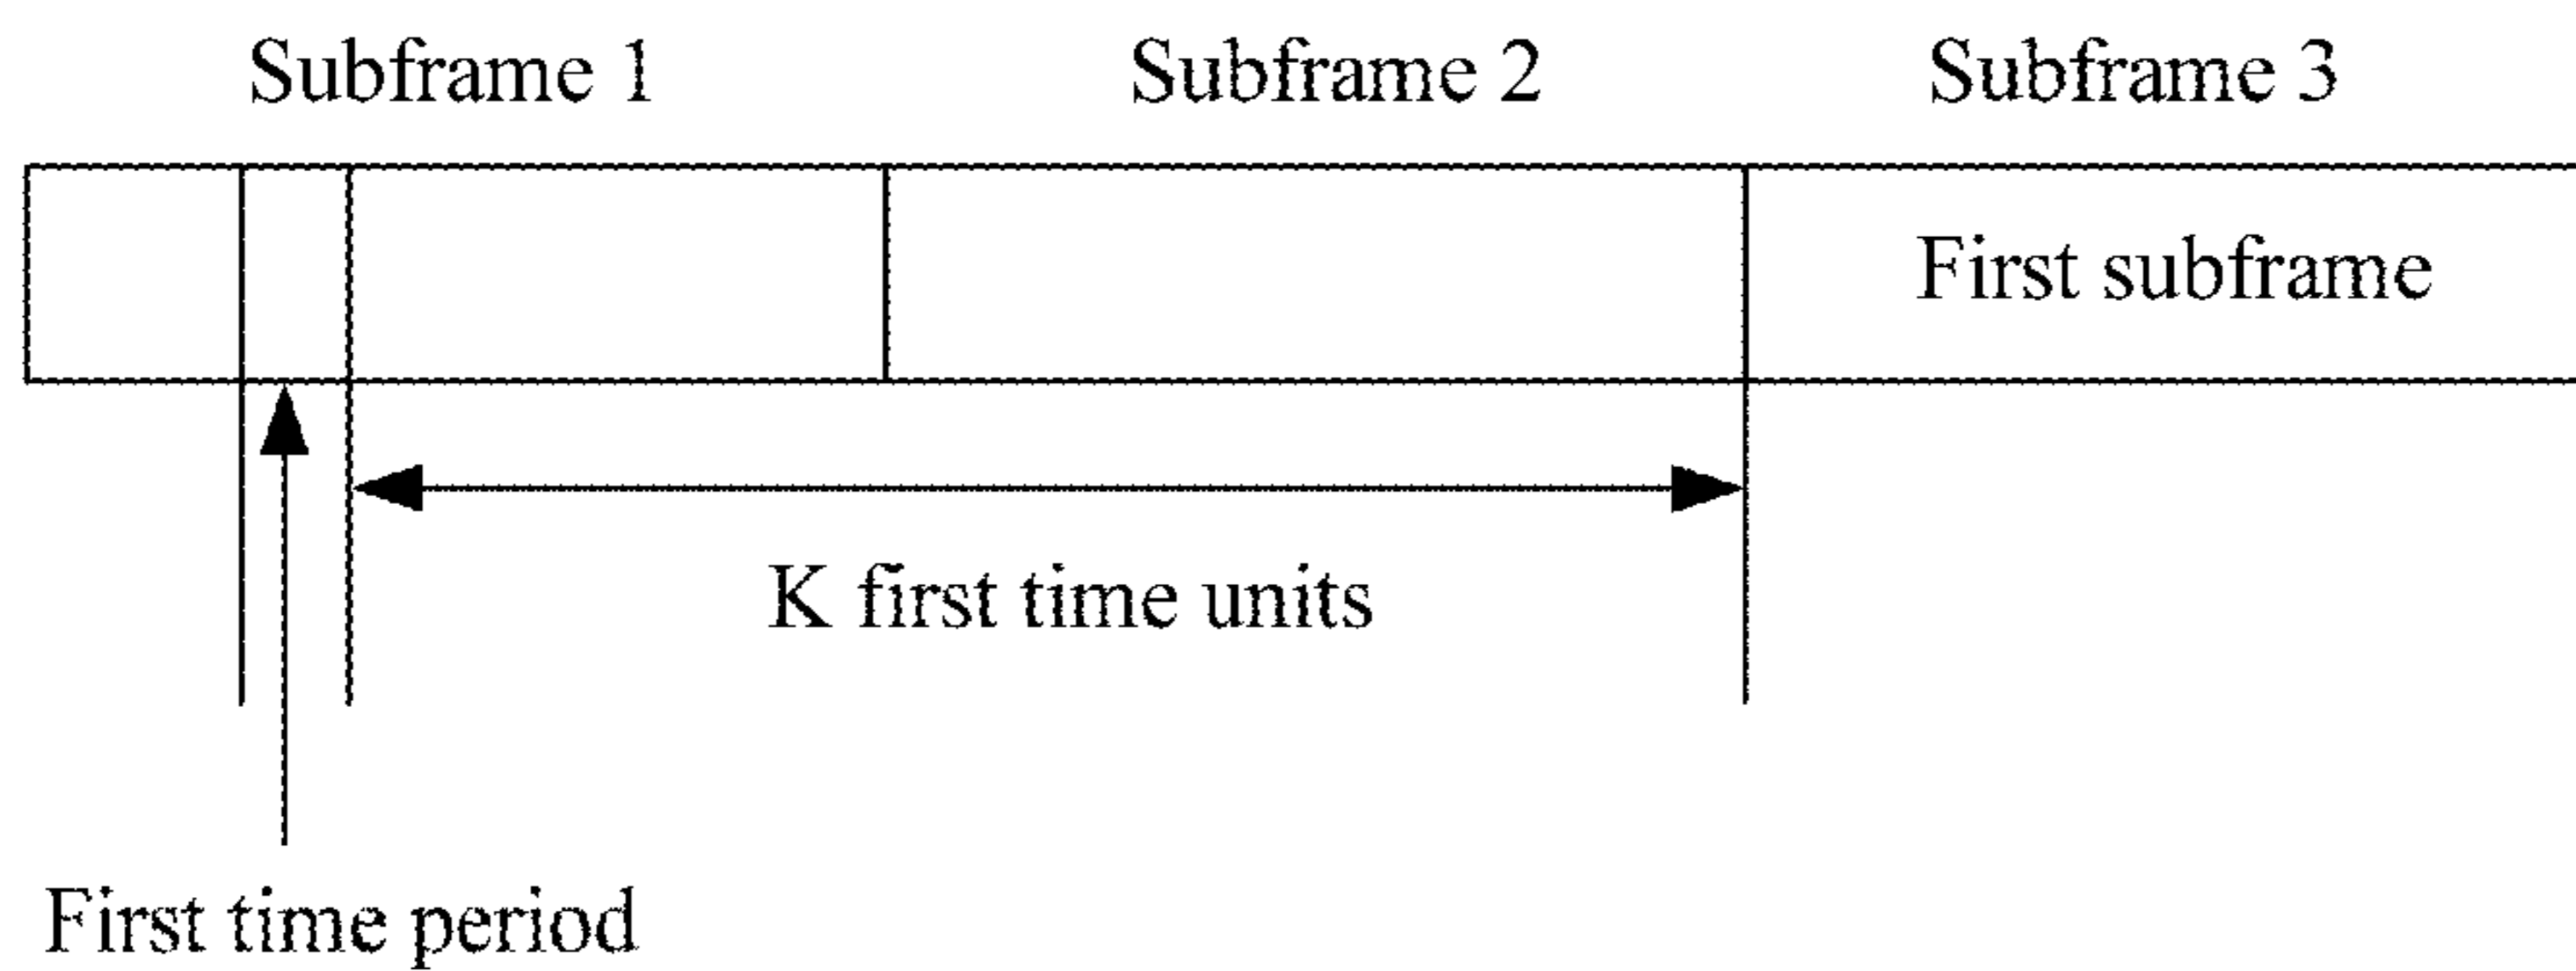 Subframe 1
Subframe 2
Subframe 3
First subframe
K first time units
First time period